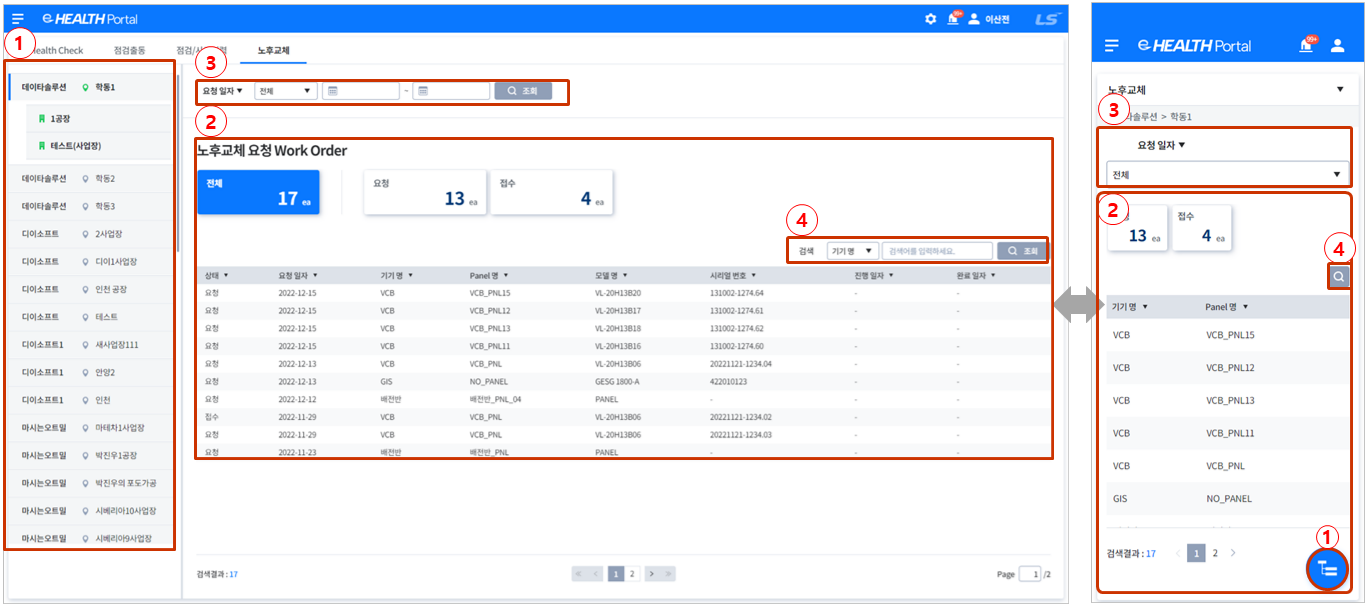 e-HEALTH Portal
99+
이산전
LS
1
ealth Check
점검출동
노후교체
데이타솔루션 학동1
1공장
테스트(사업장)
데이타솔루션 학동2
데이타솔루션 학동3
디이소프트 2사업장
디이소프트 디이1사업장
디이소프트 인천 공장
디이소프트 테스트
디이소프트1 새사업장111
디이소프트1 안양2
디이소프트1 인천
마시는오트밀 마테차1사업장
마시는오트밀 박진우1공장
마시는오트밀 박진우의 포도가공
마시는오트밀 시베리아10사업장
마시는오트밀 시베리아9사업장
3
요청 일자 ▼ 전체 ▼ ~ 조회
2
노후교체 요청 Work Order
전체 17 ea
요청 13 ea
접수 4 ea
4
검색 기기 명 ▼ 검색어를 입력하세요. 조회
상태 ▼ 요청 일자 ▼ 기기 명 ▼ Panel 명 ▼ 모델 명 ▼ 시리얼 번호 ▼ 진행 일자 ▼ 완료 일자 ▼
요청 2022-12-15 VCB VCB_PNL15 VL-20H13B20 131002-1274.64 - -
요청 2022-12-15 VCB VCB_PNL12 VL-20H13B17 131002-1274.61 - -
요청 2022-12-15 VCB VCB_PNL13 VL-20H13B18 131002-1274.62 - -
요청 2022-12-15 VCB VCB_PNL11 VL-20H13B16 131002-1274.60 - -
요청 2022-12-13 VCB VCB_PNL VL-20H13B06 20221121-1234.04 - -
요청 2022-12-13 GIS NO_PANEL GESG 1800-A 422010123 - -
요청 2022-12-12 배전반 배전반_PNL_04 PANEL - - -
접수 2022-11-29 VCB VCB_PNL VL-20H13B06 20221121-1234.02 - -
요청 2022-11-29 VCB VCB_PNL VL-20H13B06 20221121-1234.03 - -
요청 2022-11-23 배전반 배전반_PNL PANEL - - -
검색결과 : 17
« < 1 2 > »
Page 1 /2
e-HEALTH Portal
99+
노후교체 ▼
3
타솔루션 > 학동1
요청 일자 ▼
전체 ▼
2
13 ea
접수 4 ea
4
기기 명 ▼ Panel 명 ▼
VCB VCB_PNL15
VCB VCB_PNL12
VCB VCB_PNL13
VCB VCB_PNL11
VCB VCB_PNL
GIS NO_PANEL
1
검색결과 : 17 < 1 2 >